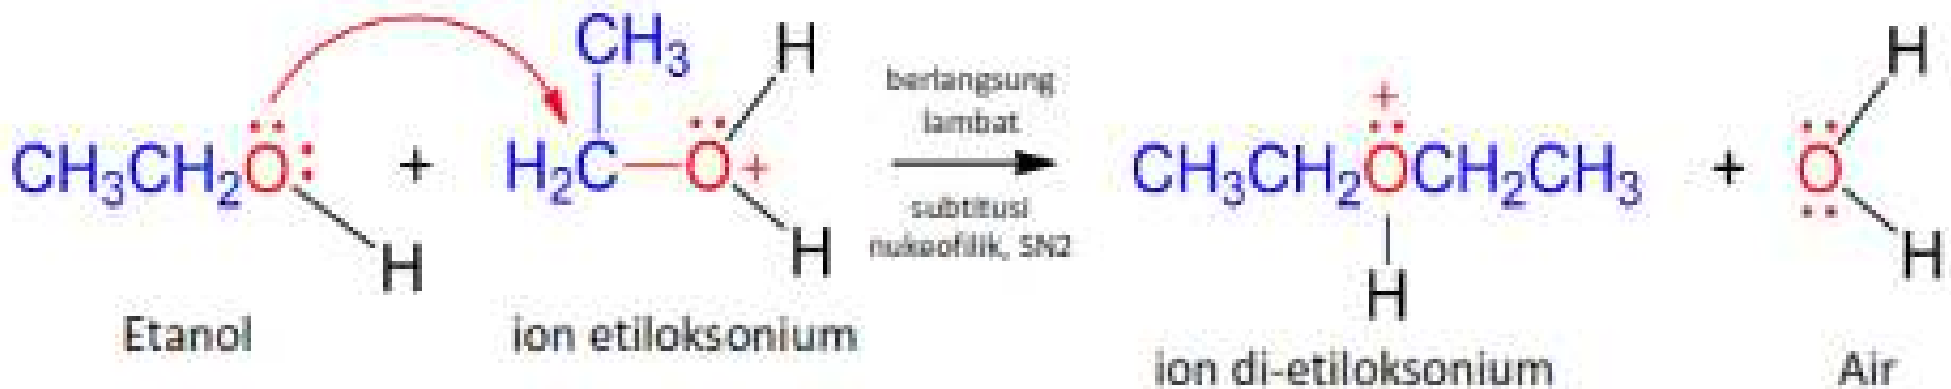 CH3CH2O
H
+
CH3
H2C
O
+
H
H
berlangsung
lambat
subtitusi
nukeofilik, SN2
+
CH3CH2OCH2CH3
H
+
H
O
H
Etanol
ion etiloksonium
ion di-etiloksonium
Air